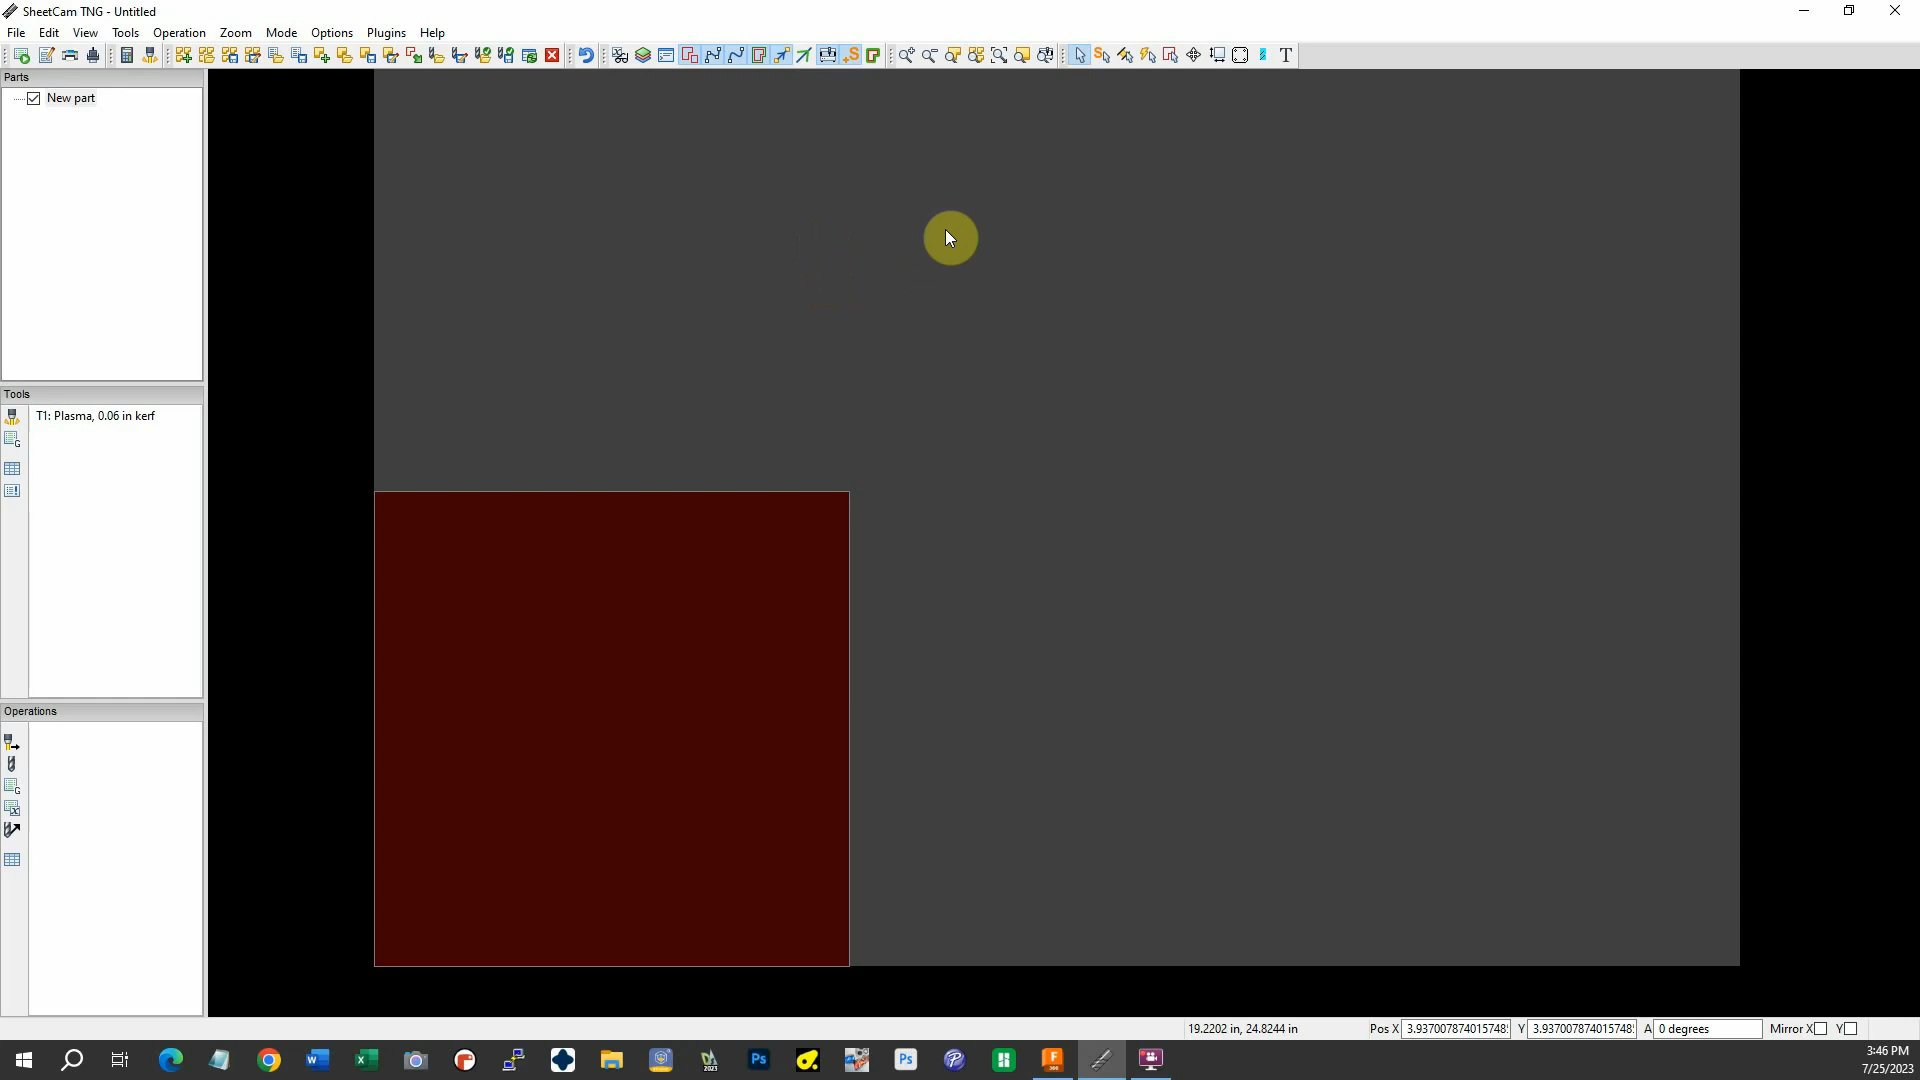 SheetCam TNG - Untitled
File Edit View Tools Operation Zoom Mode Options Plugins Help
Parts
New part
Tools
T1: Plasma, 0.06 in kerf
Operations
19.2202 in, 24.8244 in Pos X 3.937007874015748 Y 3.937007874015748 A 0 degrees Mirror X Y
3:46 PM
7/25/2023